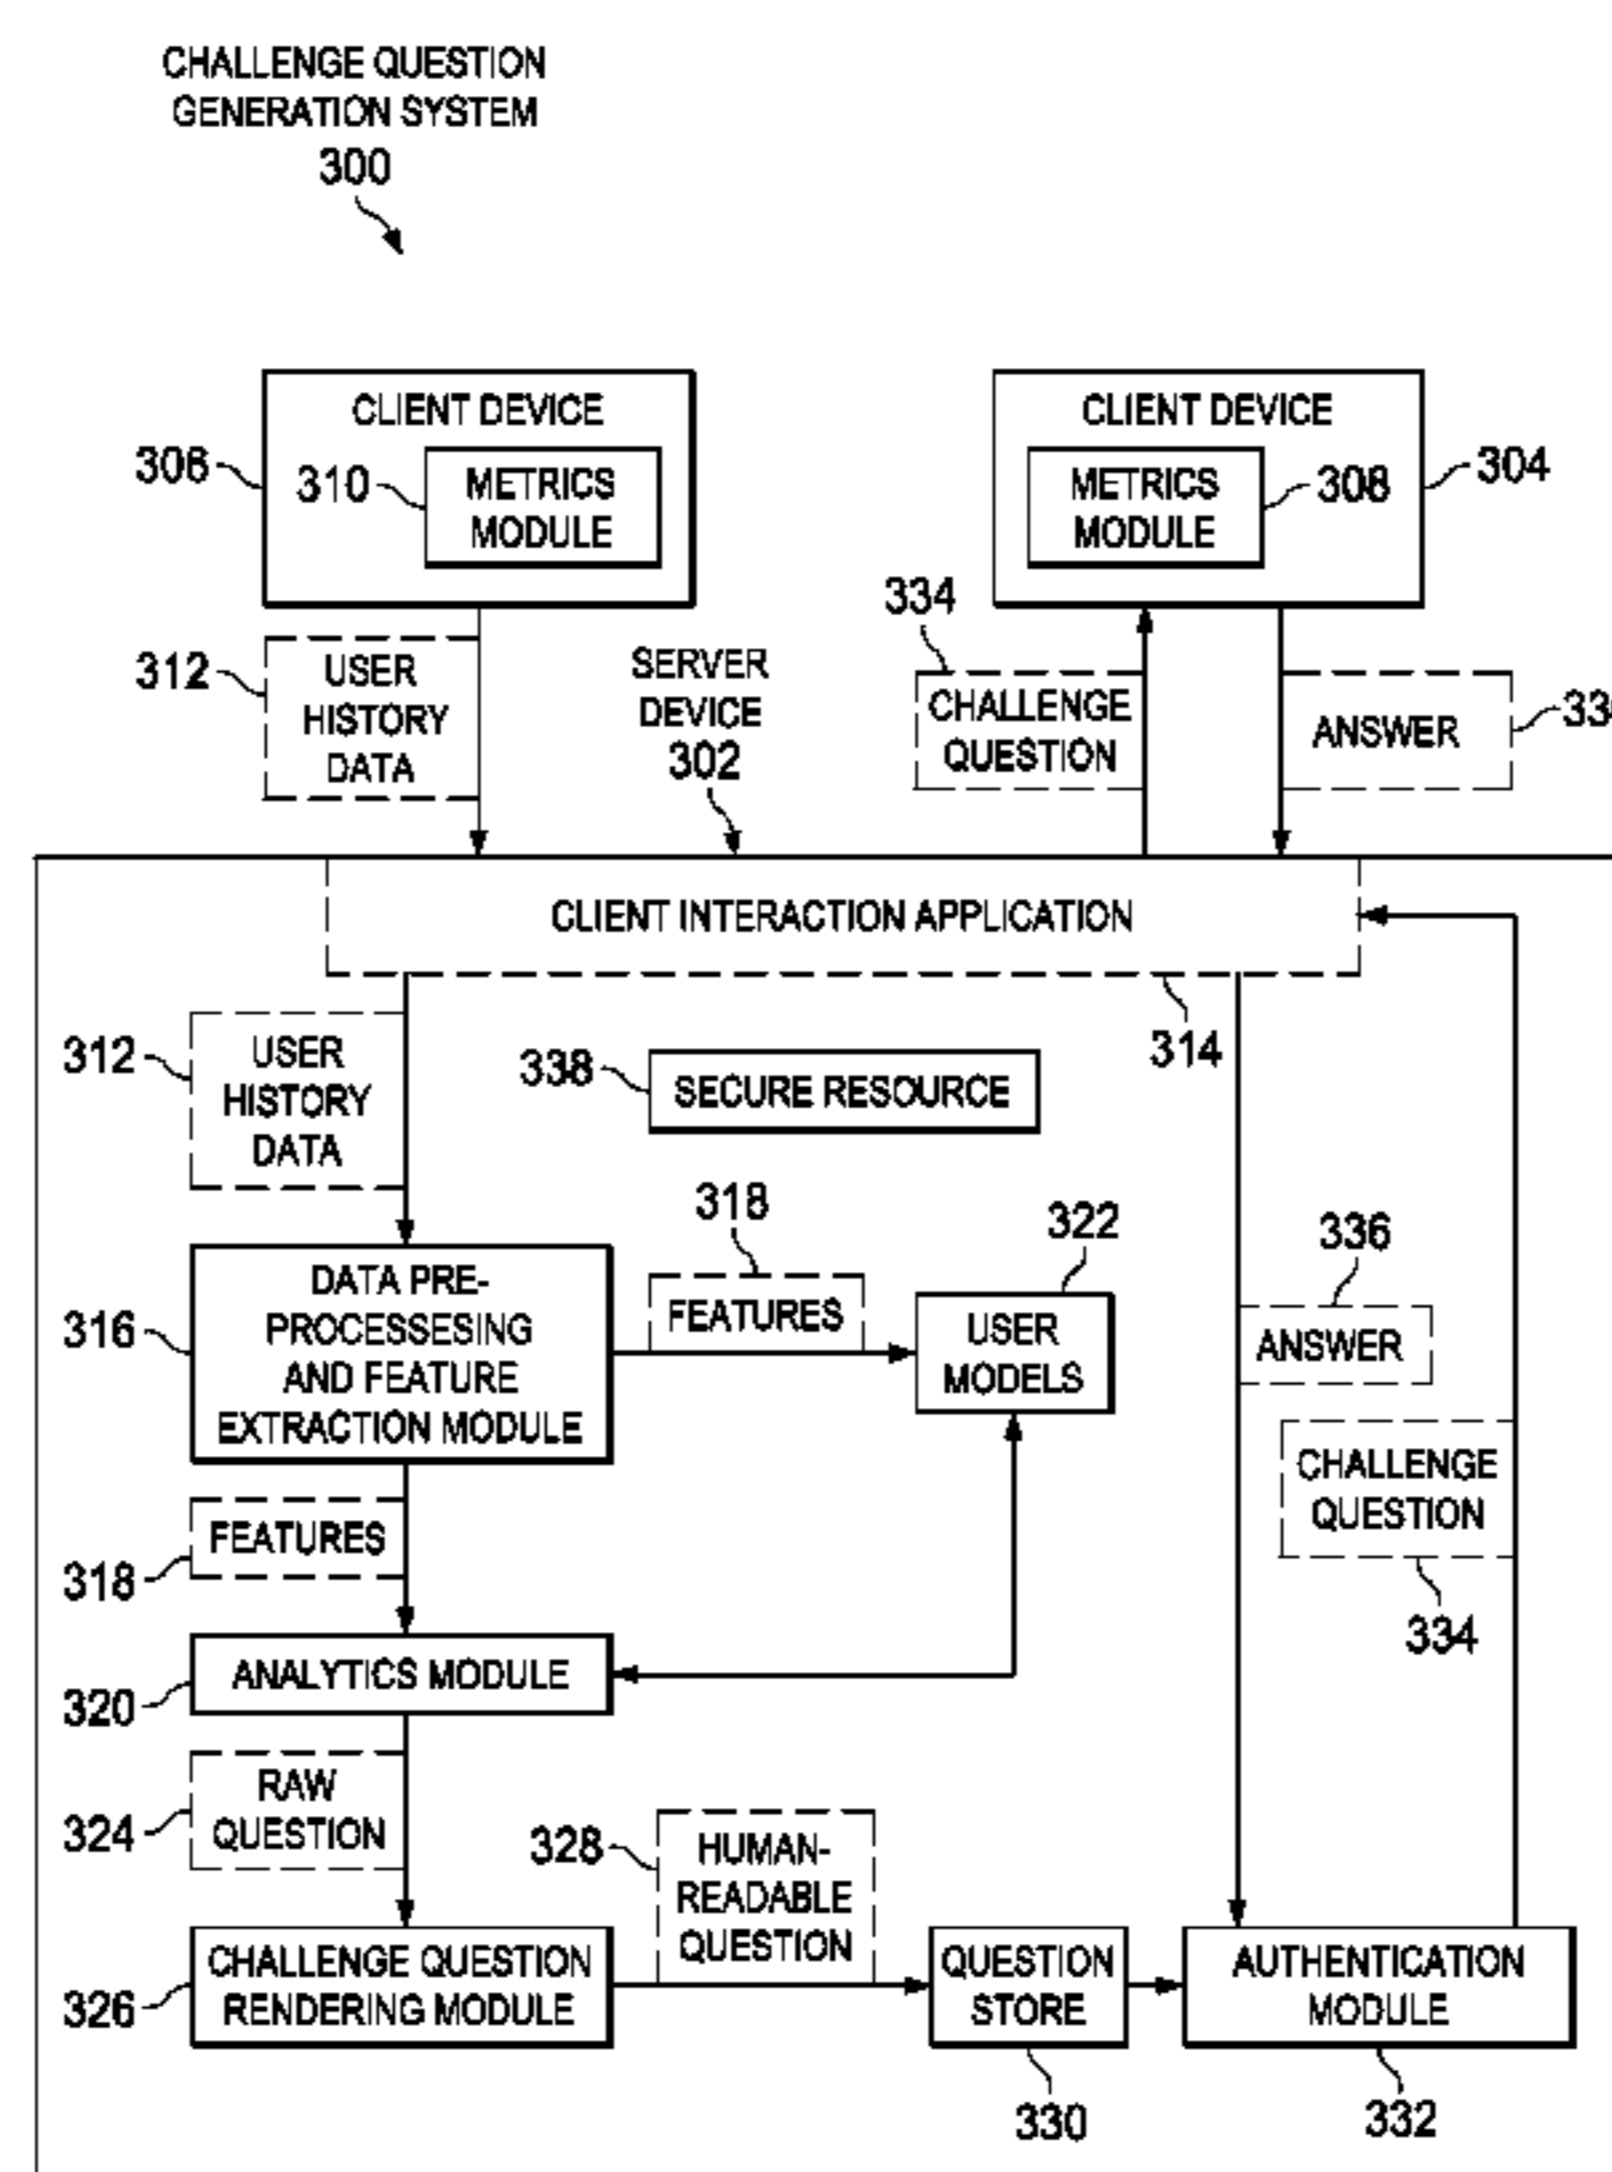 CHALLENGE QUESTION
GENERATION SYSTEM
300
CLIENT DEVICE
306
310
METRICS
MODULE
CLIENT DEVICE
METRICS
MODULE
308
304
312
USER
HISTORY
DATA
SERVER
DEVICE
302
334
CHALLENGE
QUESTION
ANSWER
CLIENT INTERACTION APPLICATION
314
312
USER
HISTORY
DATA
338
SECURE RESOURCE
316
DATA PRE-
PROCESSESING
AND FEATURE
EXTRACTION MODULE
318
FEATURES
322
USER
MODELS
336
ANSWER
CHALLENGE
QUESTION
334
318
FEATURES
320
ANALYTICS MODULE
324
RAW
QUESTION
328
HUMAN-
READABLE
QUESTION
326
CHALLENGE QUESTION
RENDERING MODULE
QUESTION
STORE
330
AUTHENTICATION
MODULE
332